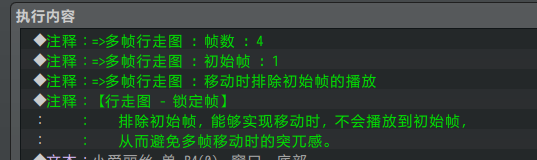 执行内容
◆注释：=>多帧行走图 : 帧数 : 4
◆注释：=>多帧行走图 : 初始帧 : 1
◆注释：=>多帧行走图 : 移动时排除初始帧的播放
◆注释：【行走图 - 锁定帧】
：　　：　　排除初始帧，能够实现移动时，不会播放到初始帧，
：　　：　　从而避免多帧移动时的突兀感。